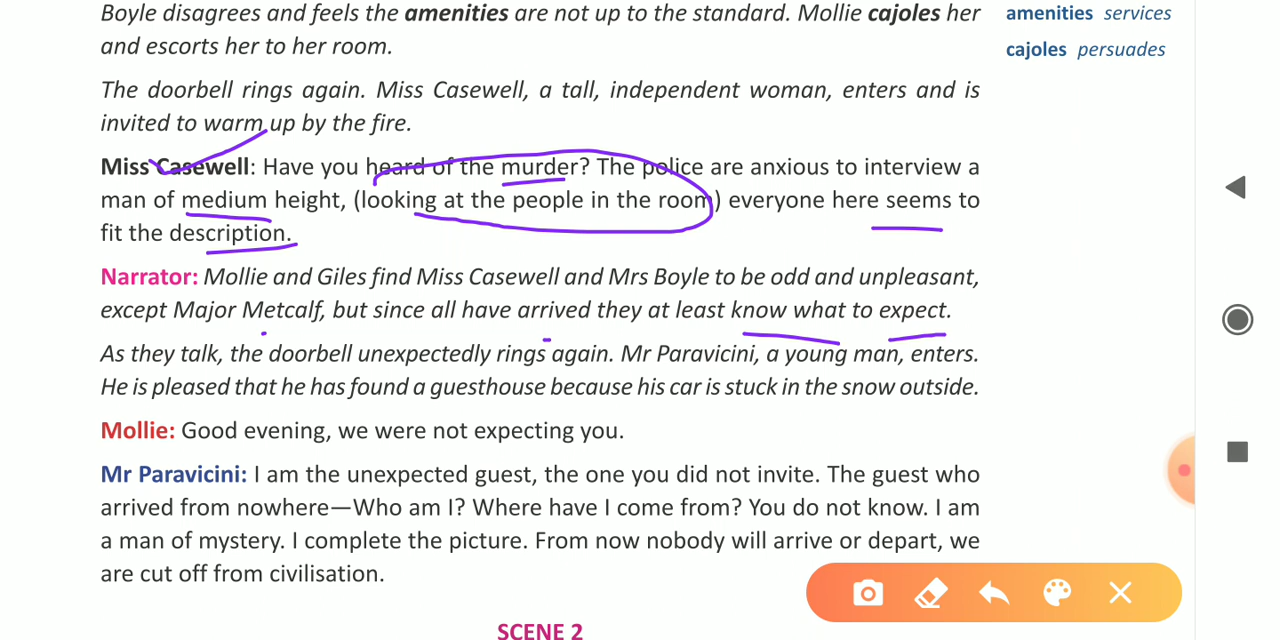 Boyle disagrees and feels the amenities are not up to the standard. Mollie cajoles her
and escorts her to her room.
amenities services
cajoles persuades
The doorbell rings again. Miss Casewell, a tall, independent woman, enters and is
invited to warm up by the fire.
Miss Casewell: Have you heard of the murder? The police are anxious to interview a
man of medium height, (looking at the people in the room) everyone here seems to
fit the description.
Narrator: Mollie and Giles find Miss Casewell and Mrs Boyle to be odd and unpleasant,
except Major Metcalf, but since all have arrived they at least know what to expect.
As they talk, the doorbell unexpectedly rings again. Mr Paravicini, a young man, enters.
He is pleased that he has found a guesthouse because his car is stuck in the snow outside.
Mollie: Good evening, we were not expecting you.
Mr Paravicini: I am the unexpected guest, the one you did not invite. The guest who
arrived from nowhere—Who am I? Where have I come from? You do not know. I am
a man of mystery. I complete the picture. From now nobody will arrive or depart, we
are cut off from civilisation.
SCENE 2